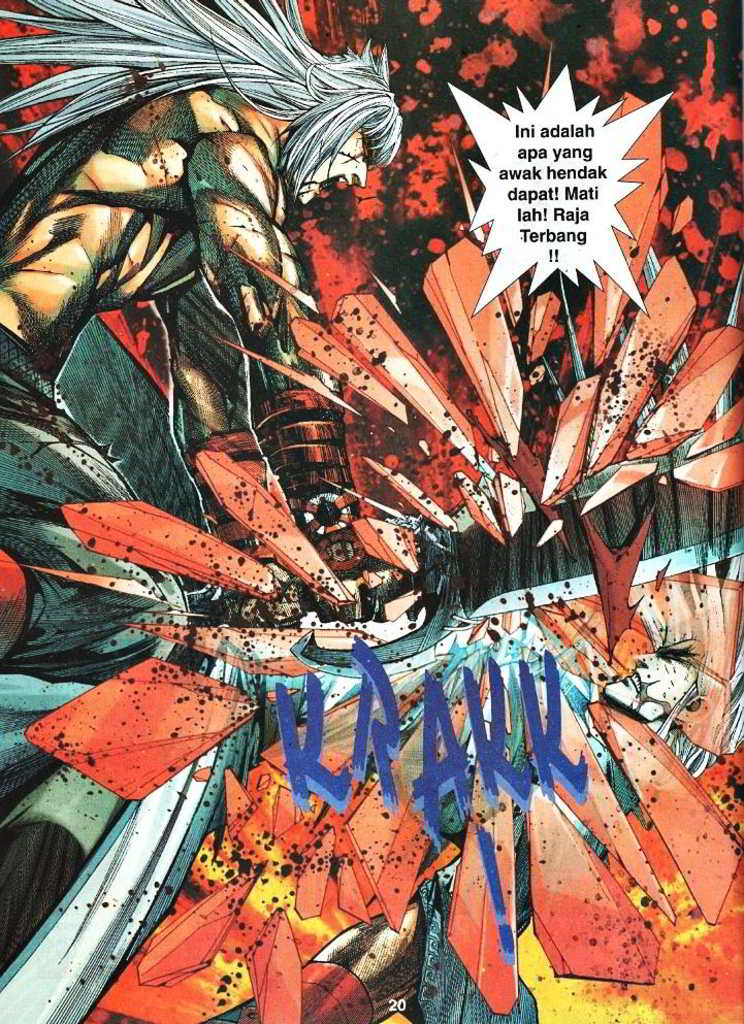 Ini adalah
apa yang
awak hendak
dapat! Mati
lah! Raja
Terbang
!!
KRAKK
!
20